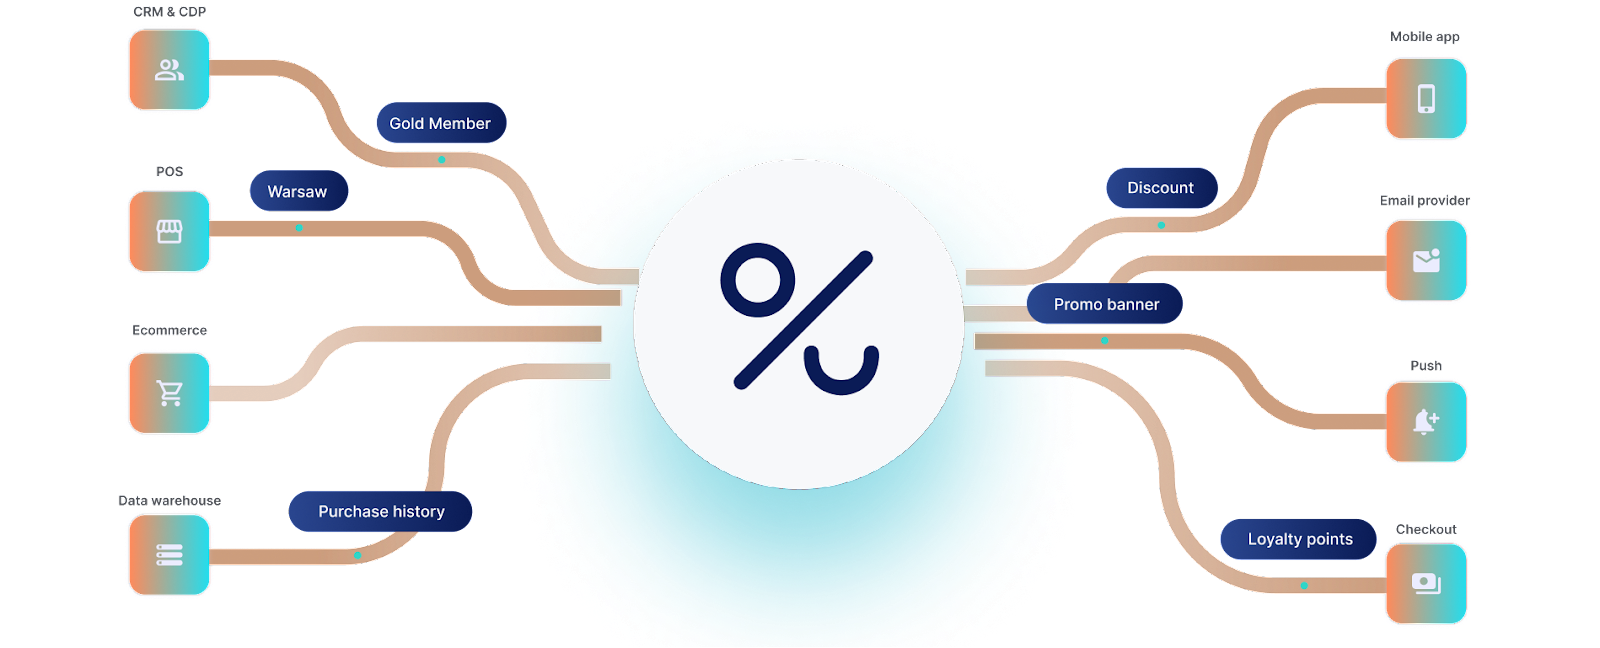 CRM & CDP
Gold Member
POS
Warsaw
Ecommerce
Data warehouse
Purchase history
Mobile app
Discount
Email provider
Promo banner
Push
Checkout
Loyalty points